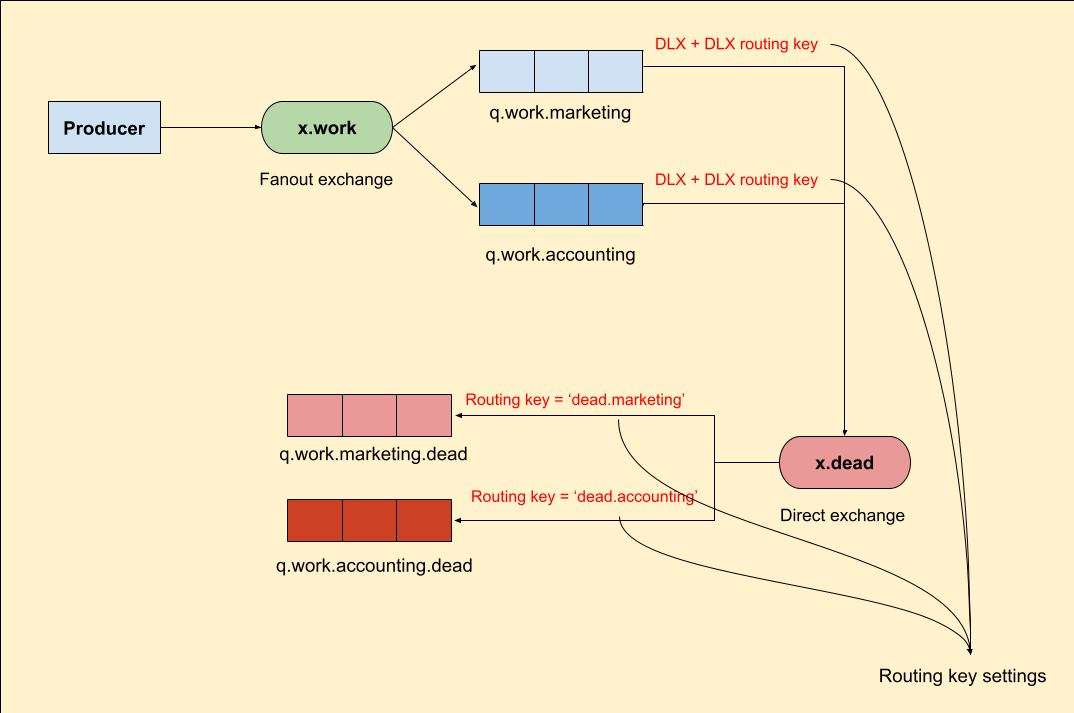 DLX + DLX routing key
q.work.marketing
Producer
x.work
Fanout exchange
DLX + DLX routing key
q.work.accounting
Routing key = ‘dead.marketing’
q.work.marketing.dead
x.dead
Routing key = ‘dead.accounting’
Direct exchange
q.work.accounting.dead
Routing key settings